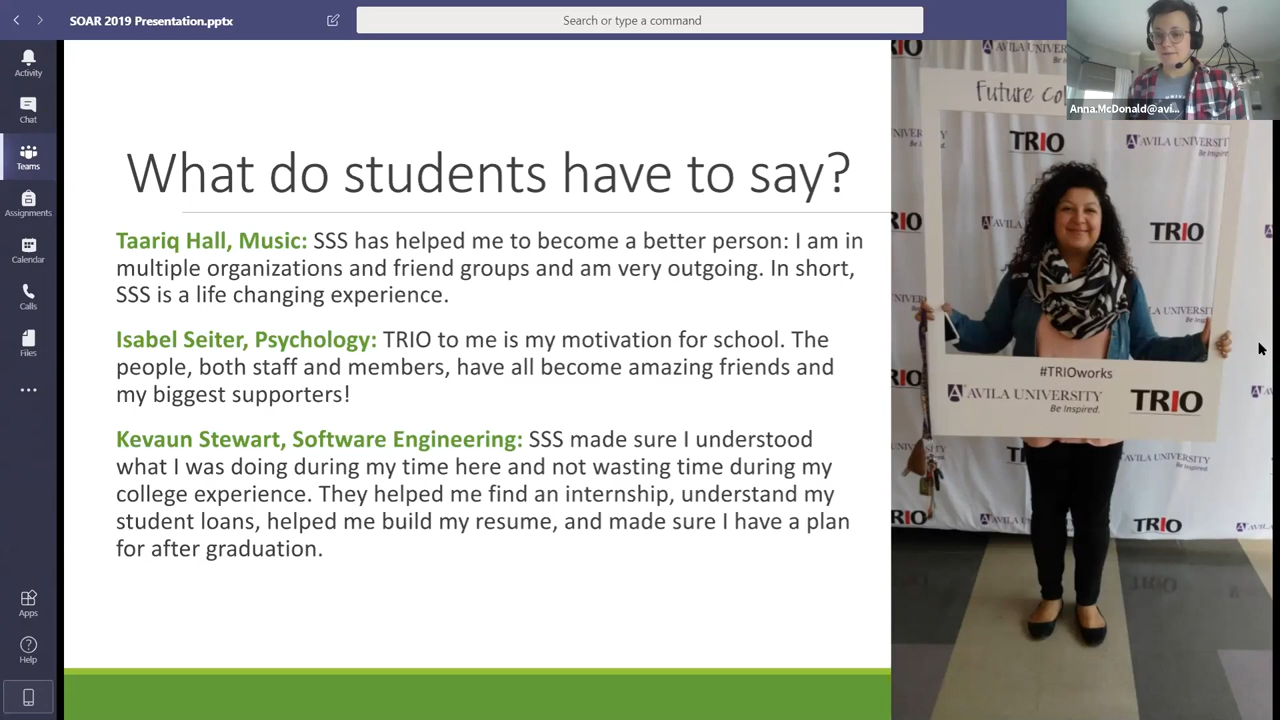 SOAR 2019 Presentation.pptx
Search or type a command
Anna.McDonald@avi...
Activity
Chat
Teams
Assignments
Calendar
Calls
Files
Apps
Help
What do students have to say?
Taariq Hall, Music: SSS has helped me to become a better person: I am in
multiple organizations and friend groups and am very outgoing. In short,
SSS is a life changing experience.
Isabel Seiter, Psychology: TRIO to me is my motivation for school. The
people, both staff and members, have all become amazing friends and
my biggest supporters!
Kevaun Stewart, Software Engineering: SSS made sure I understood
what I was doing during my time here and not wasting time during my
college experience. They helped me find an internship, understand my
student loans, helped me build my resume, and made sure I have a plan
for after graduation.
AVILA UNIVERSITY
Future
TRIO
AVILA UNIVERSIT
Be Inspire
TRIO
#TRIOworks
AVILA UNIVERSITY
Be Inspired.
TRIO
TRIO